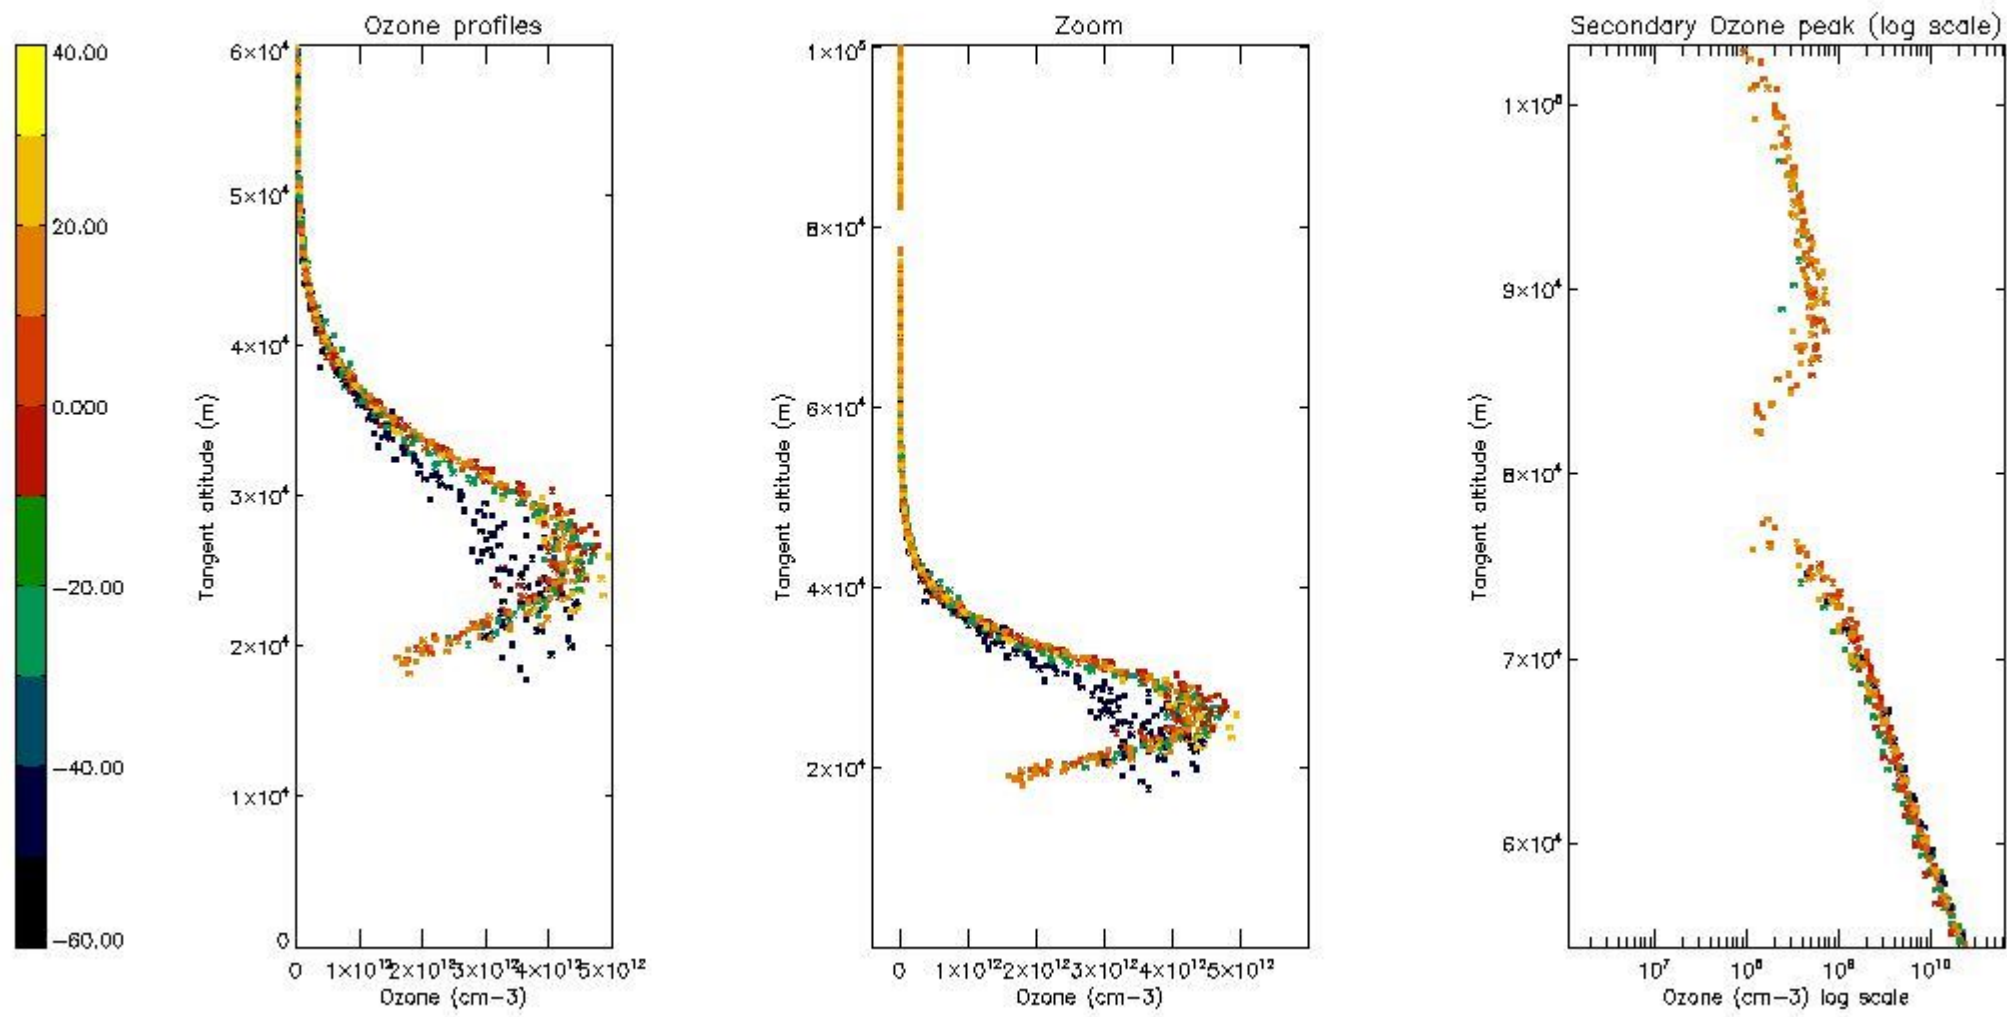 Ozone profiles
Zoom
Secondary Ozone peak (log scale)
40.00
20.00
0.000
−20.00
−40.00
−60.00
6×10⁴
5×10⁴
4×10⁴
3×10⁴
2×10⁴
1×10⁴
0
Tangent altitude (m)
0 1×10¹² 2×10¹² 3×10¹² 4×10¹² 5×10¹²
Ozone (cm−3)
1×10⁵
8×10⁴
6×10⁴
4×10⁴
2×10⁴
Tangent altitude (m)
0 1×10¹² 2×10¹² 3×10¹² 4×10¹² 5×10¹²
Ozone (cm−3)
1×10⁵
9×10⁴
8×10⁴
7×10⁴
6×10⁴
Tangent altitude (m)
10⁷ 10⁸ 10⁹ 10¹⁰
Ozone (cm−3) log scale